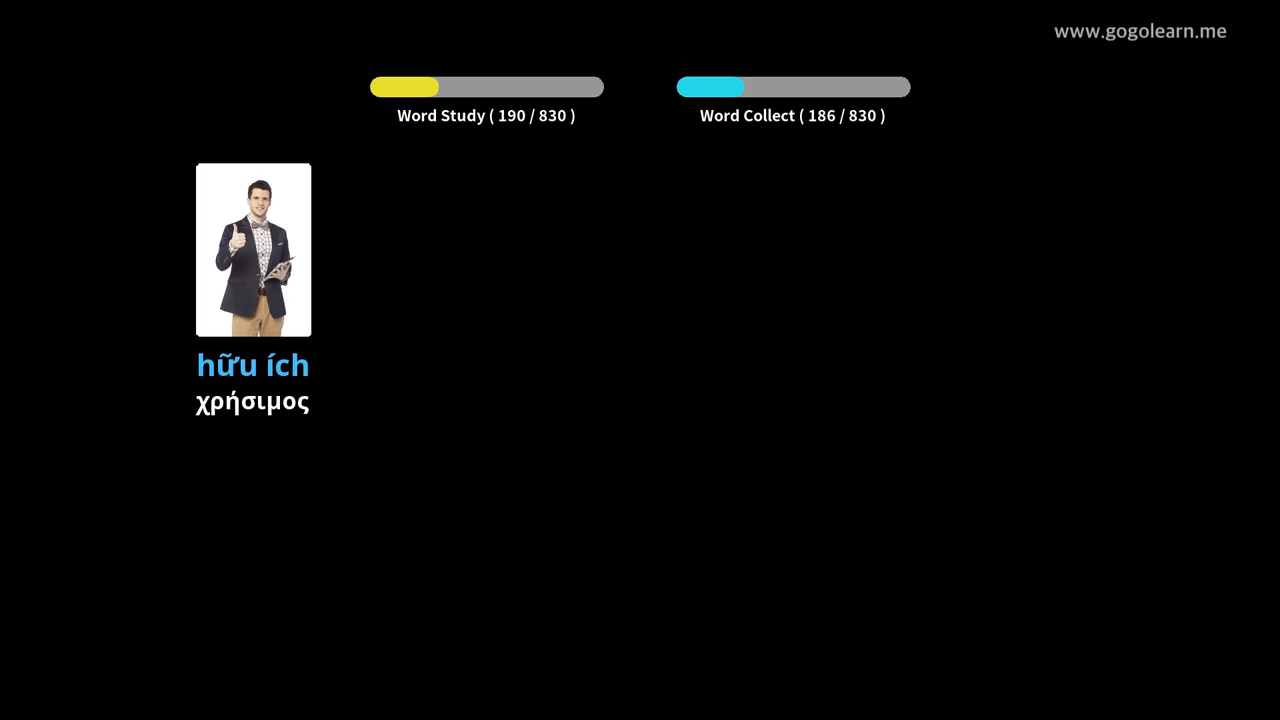 www.gogolearn.me
Word Study ( 190 / 830 )
Word Collect ( 186 / 830 )
hữu ích
χρήσιμος